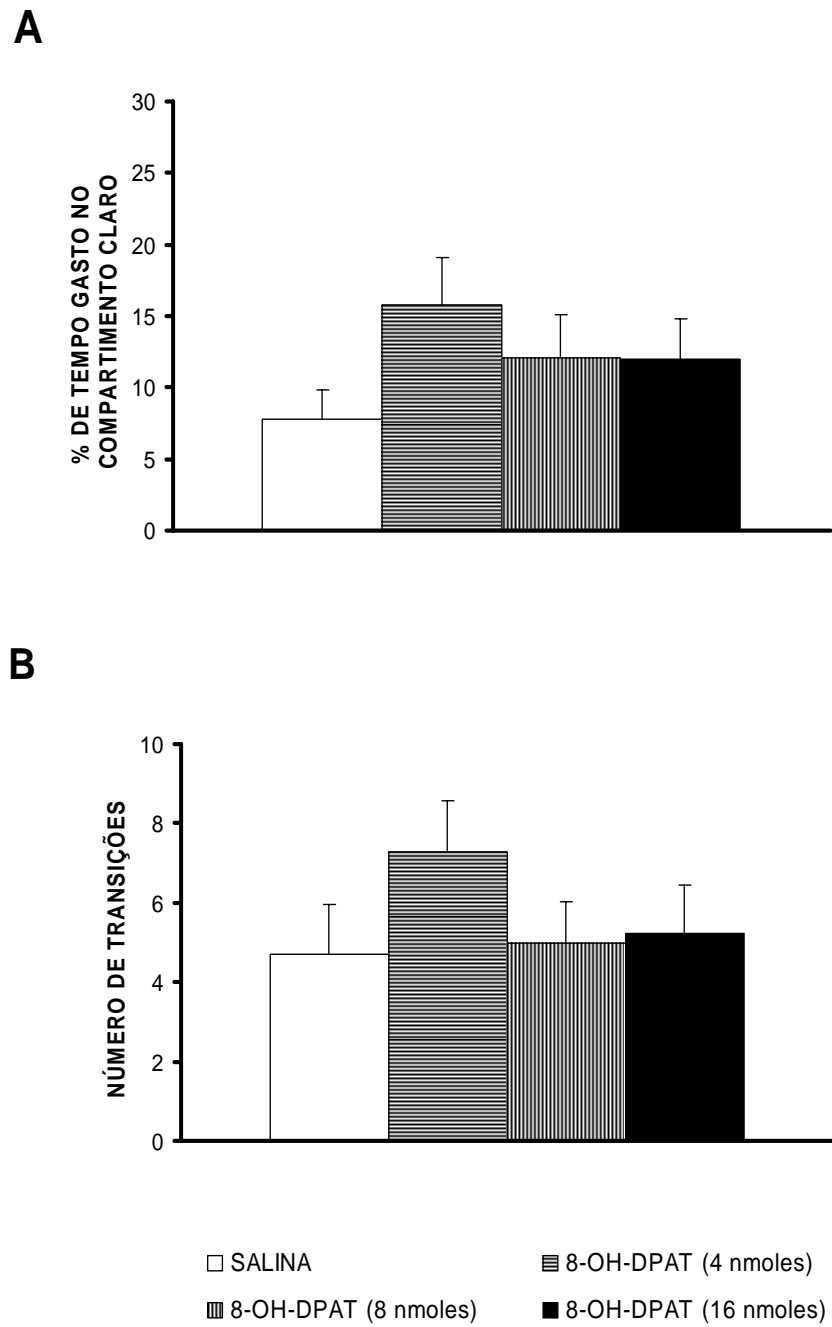 A
30
25
20
15
10
5
0
% DE TEMPO GASTO NO
COMPARTIMENTO CLARO
B
10
8
6
4
2
0
NÚMERO DE TRANSIÇÕES
SALINA
8-OH-DPAT (4 nmoles)
8-OH-DPAT (8 nmoles)
8-OH-DPAT (16 nmoles)